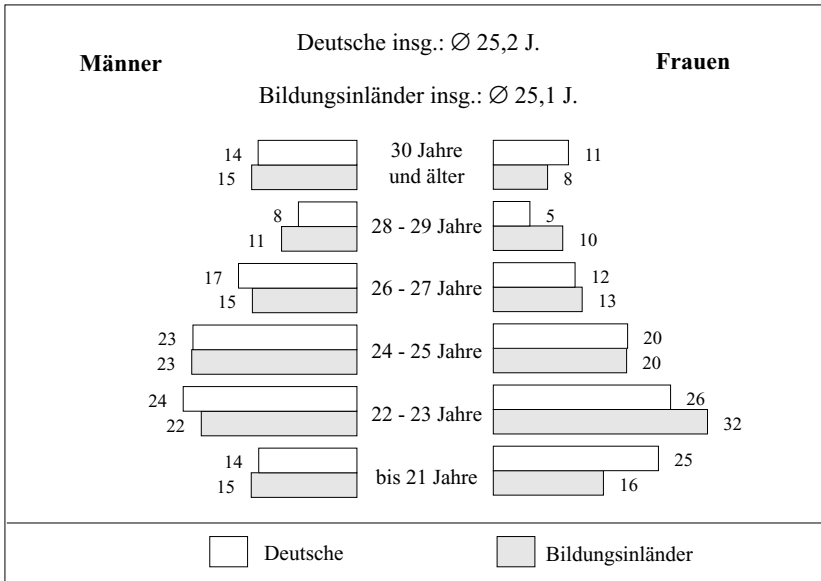 Deutsche insg.: Ø 25,2 J.
Männer Frauen
Bildungsinländer insg.: Ø 25,1 J.
14 30 Jahre 11
15 und älter 8
8 28 - 29 Jahre 5
11 10
17 26 - 27 Jahre 12
15 13
23 24 - 25 Jahre 20
23 20
24 22 - 23 Jahre 26
22 32
14 bis 21 Jahre 25
15 16
Deutsche Bildungsinländer